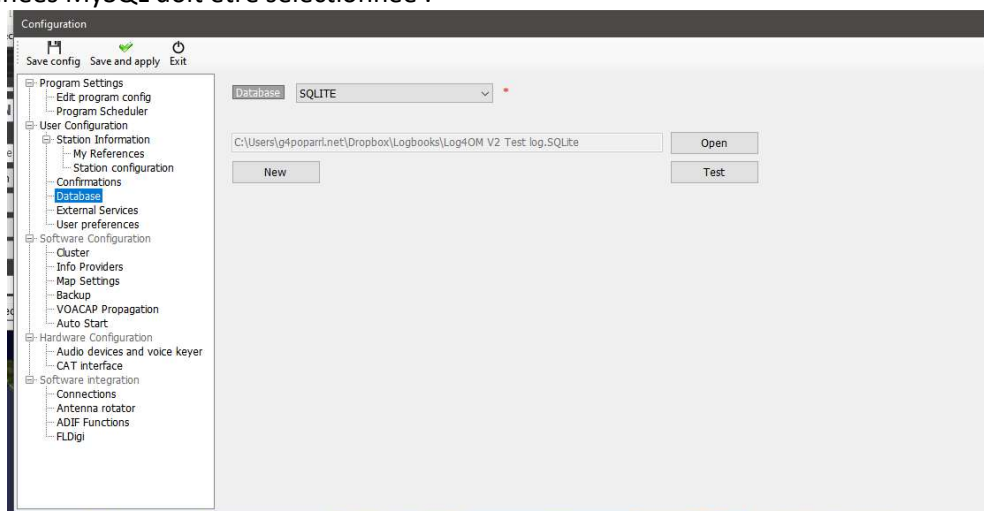 Configuration
Save config Save and apply Exit
Program Settings
Edit program config
Program Scheduler
User Configuration
Station Information
My References
Station configuration
Confirmations
Database
External Services
User preferences
Software Configuration
Cluster
Info Providers
Map Settings
Backup
VOACAP Propagation
Auto Start
Hardware Configuration
Audio devices and voice keyer
CAT interface
Software integration
Connections
Antenna rotator
ADIF Functions
FLDigi
Database SQLITE *
C:\Users\g4poparrl.net\Dropbox\Logbooks\Log4OM V2 Test log.SQLite Open
New Test